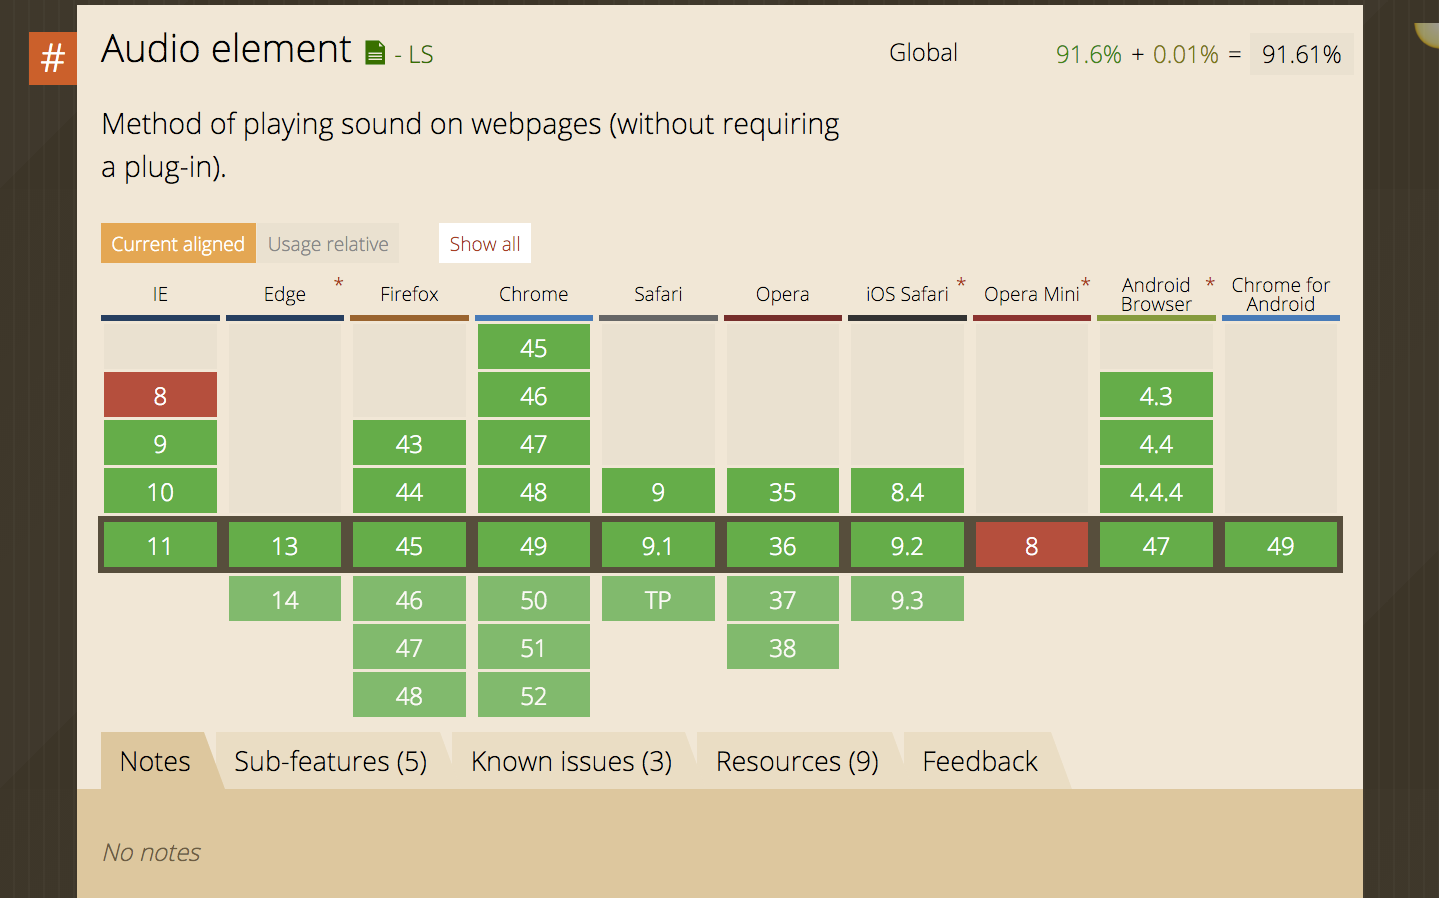 #
Audio element - LS
Global 91.6% + 0.01% = 91.61%
Method of playing sound on webpages (without requiring
a plug-in).
Current aligned Usage relative Show all
IE Edge * Firefox Chrome Safari Opera iOS Safari * Opera Mini * Android Browser * Chrome for Android
45
8 46 4.3
9 43 47 4.4
10 44 48 9 35 8.4 4.4.4
11 13 45 49 9.1 36 9.2 8 47 49
14 46 50 TP 37 9.3
47 51 38
48 52
Notes Sub-features (5) Known issues (3) Resources (9) Feedback
No notes